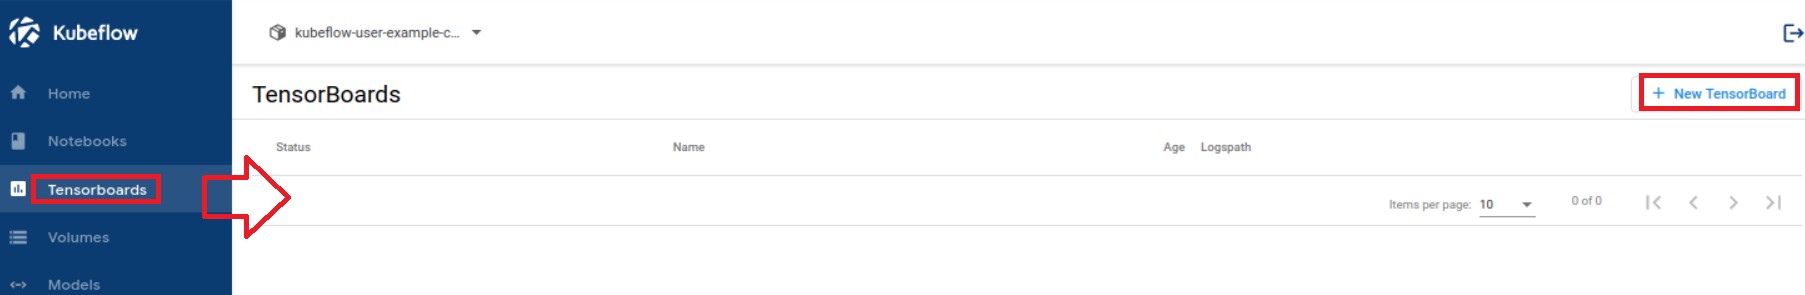 Kubeflow
kubeflow-user-example-c...
Home
Notebooks
Tensorboards
Volumes
Models
TensorBoards
+ New TensorBoard
Status Name Age Logspath
Items per page: 10 0 of 0